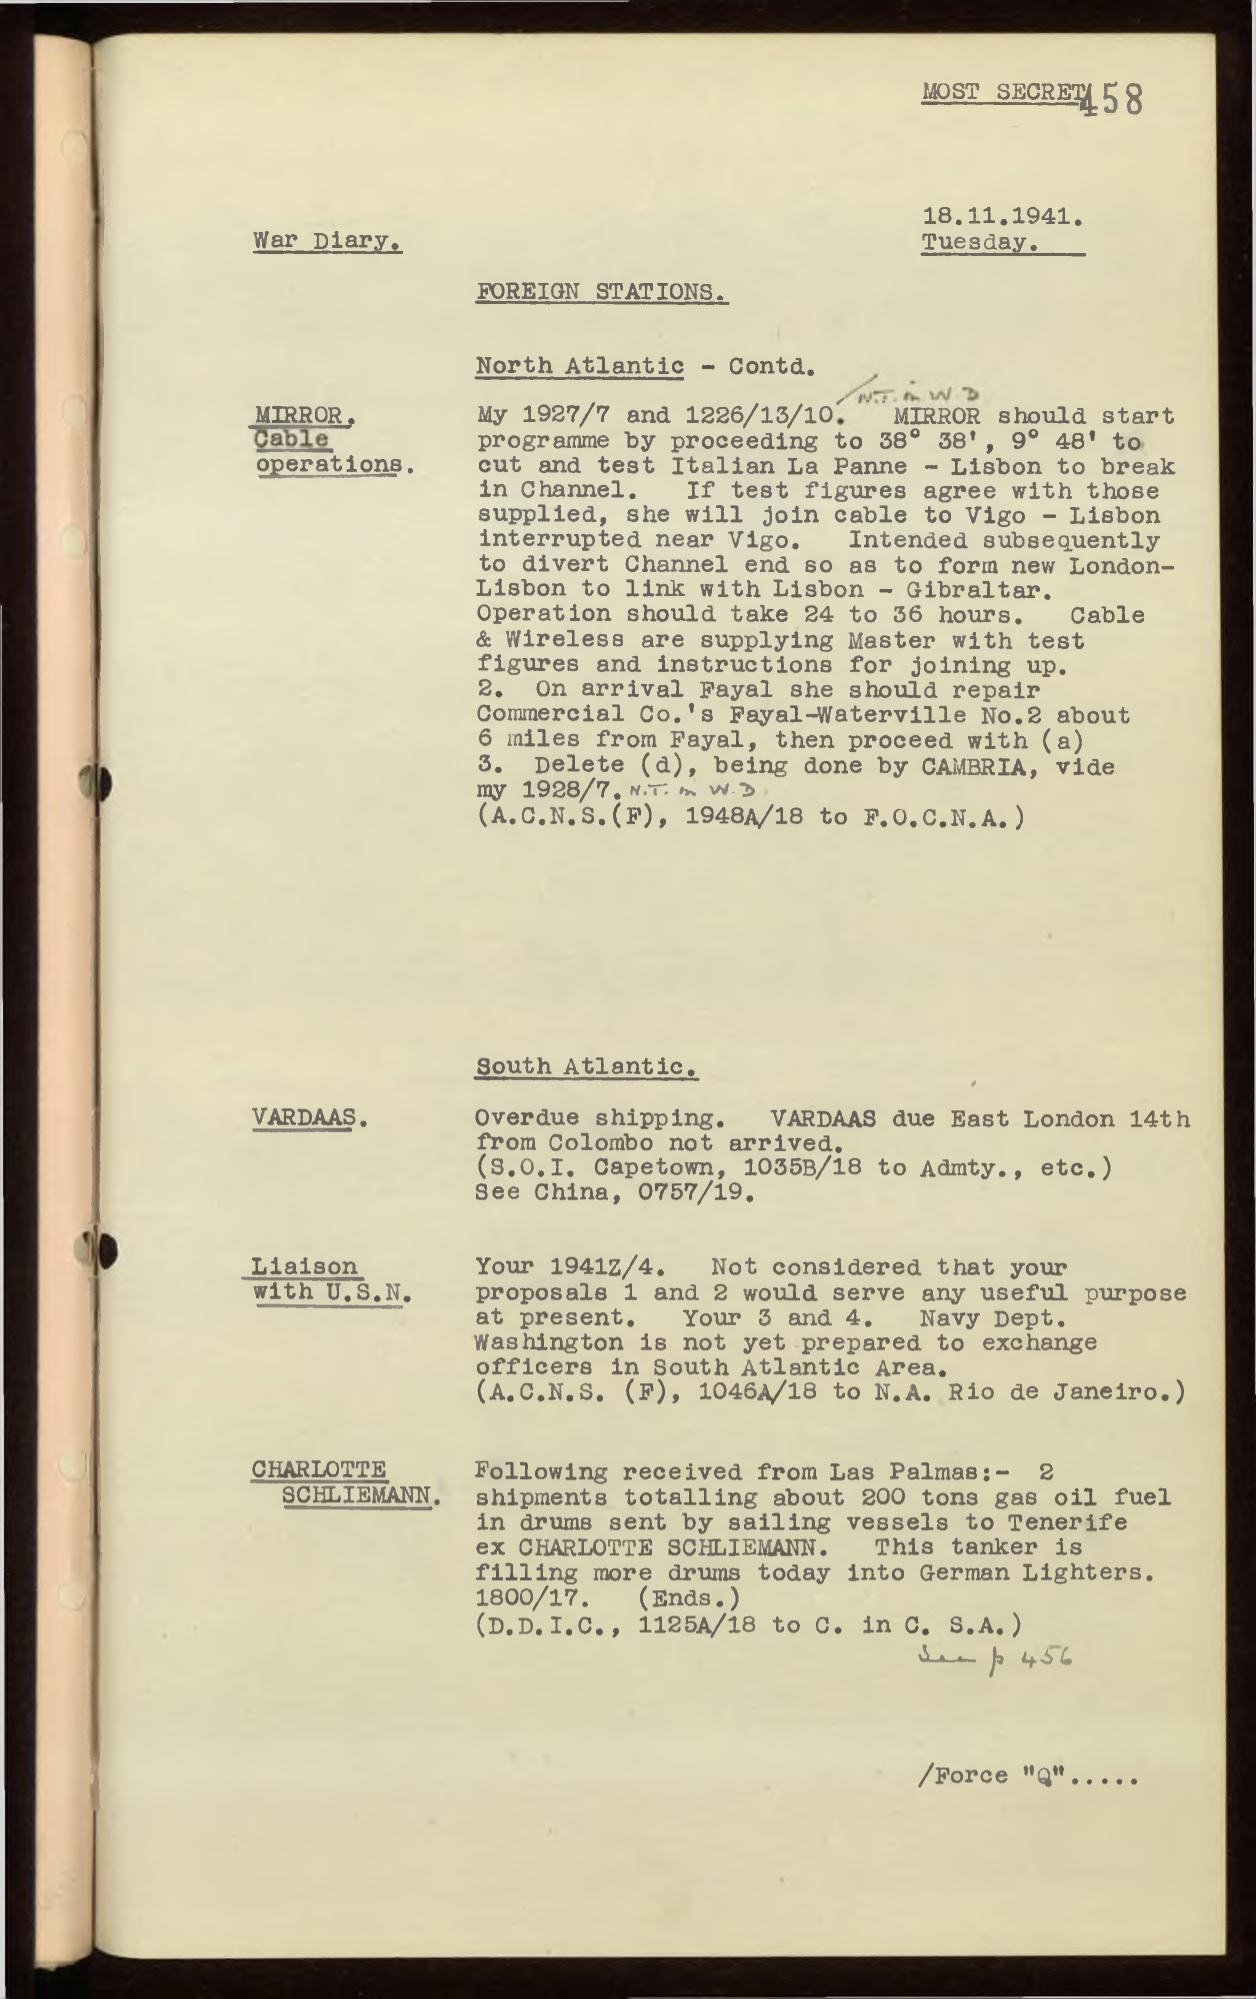 MOST SECRET
458
18.11.1941.
War Diary.
Tuesday.
FOREIGN STATIONS.
North Atlantic - Contd.
N.T. in W.D
MIRROR.
Cable
operations.
My 1927/7 and 1226/13/10. MIRROR should start
programme by proceeding to 38° 38', 9° 48' to
cut and test Italian La Panne - Lisbon to break
in Channel. If test figures agree with those
supplied, she will join cable to Vigo - Lisbon
interrupted near Vigo. Intended subsequently
to divert Channel end so as to form new London-
Lisbon to link with Lisbon - Gibraltar.
Operation should take 24 to 36 hours. Cable
& Wireless are supplying Master with test
figures and instructions for joining up.
2. On arrival Fayal she should repair
Commercial Co.'s Fayal-Waterville No.2 about
6 miles from Fayal, then proceed with (a)
3. Delete (d), being done by CAMBRIA, vide
my 1928/7. N.T. in W.D.
(A.C.N.S.(F), 1948A/18 to F.O.C.N.A.)
South Atlantic.
VARDAAS.
Overdue shipping. VARDAAS due East London 14th
from Colombo not arrived.
(S.O.I. Capetown, 1035B/18 to Admty., etc.)
See China, 0757/19.
Liaison
with U.S.N.
Your 1941Z/4. Not considered that your
proposals 1 and 2 would serve any useful purpose
at present. Your 3 and 4. Navy Dept.
Washington is not yet prepared to exchange
officers in South Atlantic Area.
(A.C.N.S. (F), 1046A/18 to N.A. Rio de Janeiro.)
CHARLOTTE
SCHLIEMANN.
Following received from Las Palmas:- 2
shipments totalling about 200 tons gas oil fuel
in drums sent by sailing vessels to Tenerife
ex CHARLOTTE SCHLIEMANN. This tanker is
filling more drums today into German Lighters.
1800/17. (Ends.)
(D.D.I.C., 1125A/18 to C. in C. S.A.)
See p 456
/Force "Q".....